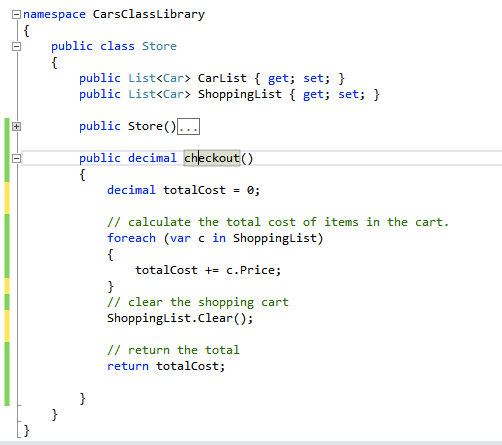 namespace CarsClassLibrary
{
    public class Store
    {
        public List<Car> CarList { get; set; }
        public List<Car> ShoppingList { get; set; }
        public Store()...
        public decimal checkout()
        {
            decimal totalCost = 0;
            // calculate the total cost of items in the cart.
            foreach (var c in ShoppingList)
            {
                totalCost += c.Price;
            }
            // clear the shopping cart
            ShoppingList.Clear();
            // return the total
            return totalCost;
        }
    }
}